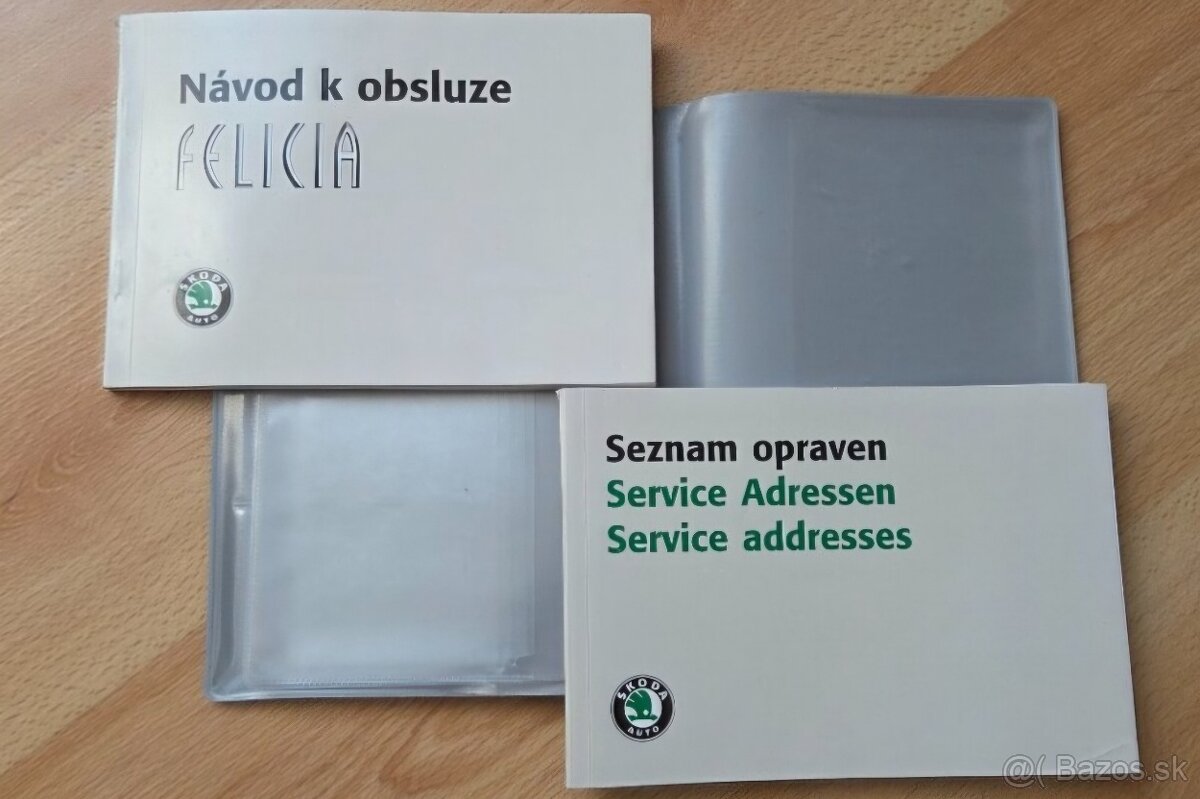 Návod k obsluze
FELICIA
ŠKODA
AUTO
Seznam opraven
Service Adressen
Service addresses
ŠKODA
AUTO
@( Bazos.sk